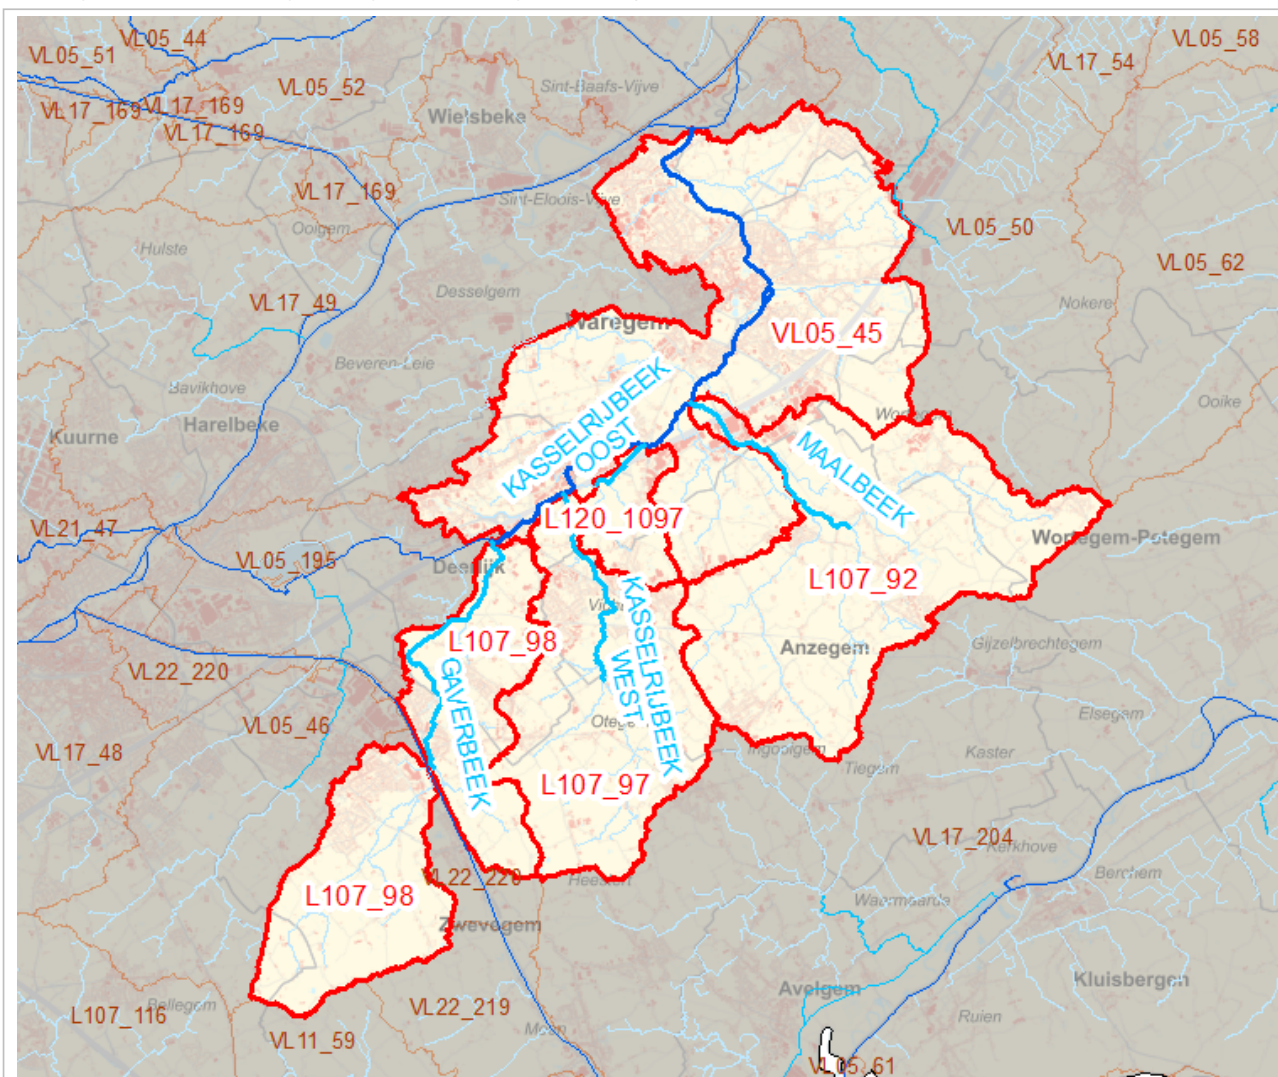 VL05_44
VL05_58
VL05_51
VL17_54
VL05_52
Sint-Baafs-Vijve
VL17_169
VL17_169
Wielsbeke
VL17_169
VL17_169
Sint-Eloois-Vijve
Ooigem
VL05_50
Hulste
VL05_62
Desselgem
VL17_49
Nokere
Waregem
VL05_45
Beveren-Leie
Bavikhove
Ooike
KASSELRIJBEEK
OOST
Harelbeke
Kuurne
MAALBEEK
L120_1097
VL21_47
Wortegem-Petegem
VL05_195
Deerlijk
L107_92
KASSELRIJBEEK
WEST
L107_98
Anzegem
Gijzelbrechtegem
VL22_220
GAVERBEEK
VL05_46
Elsegem
VL17_48
Ingooigem
Kaster
Tiegem
L107_97
VL17_204
Kerkhove
Berchem
VL22_220
Heestert
L107_98
Waarmaarde
Zwevegem
Avelgem
Kluisbergen
Bellegem
L107_116
VL22_219
Ruien
Moen
VL11_59
VL05_61